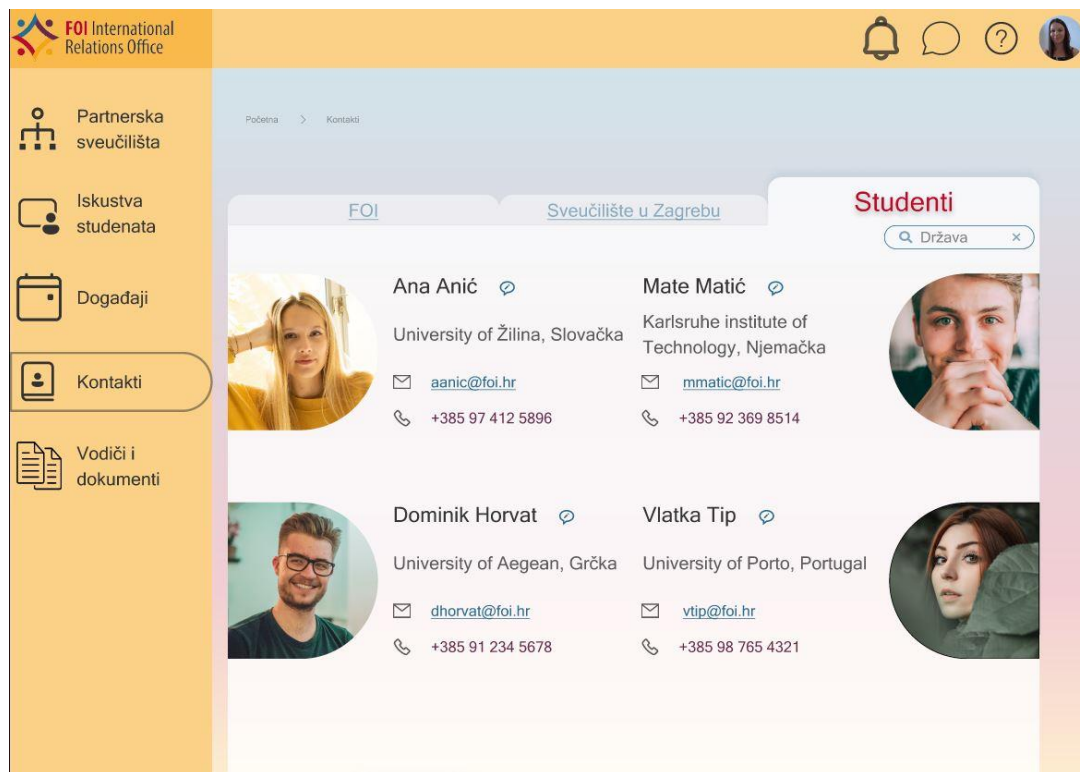 FOI International
Relations Office
Partnerska
sveučilišta
Iskustva
studenata
Događaji
Kontakti
Vodiči i
dokumenti
Početna > Kontakti
FOI
Sveučilište u Zagrebu
Studenti
Država ×
Ana Anić
University of Žilina, Slovačka
aanic@foi.hr
+385 97 412 5896
Mate Matić
Karlsruhe institute of
Technology, Njemačka
mmatic@foi.hr
+385 92 369 8514
Dominik Horvat
University of Aegean, Grčka
dhorvat@foi.hr
+385 91 234 5678
Vlatka Tip
University of Porto, Portugal
vtip@foi.hr
+385 98 765 4321